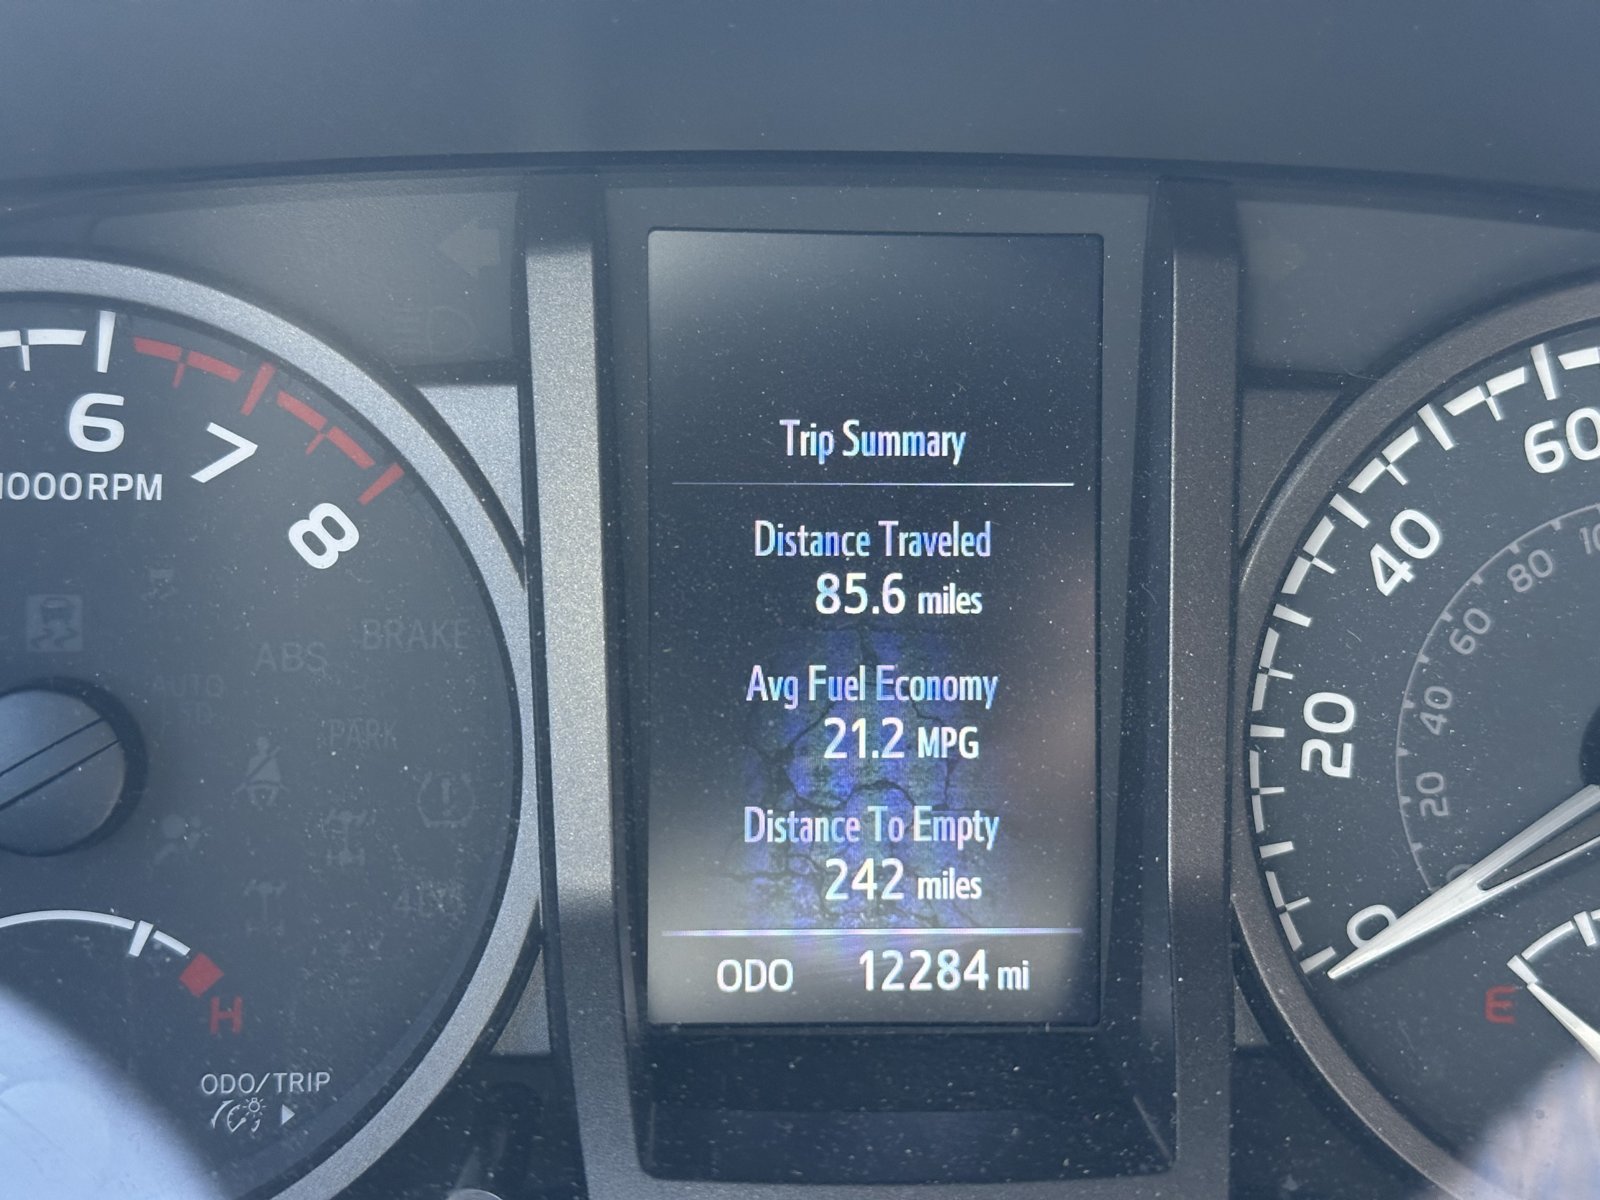 Trip Summary
Distance Traveled
85.6 miles
Avg Fuel Economy
21.2 MPG
Distance To Empty
242 miles
ODO 12284 mi
6
7
8
1000RPM
ABS
BRAKE
PARK
H
ODO/TRIP
60
40
20
0
80
60
40
20
E